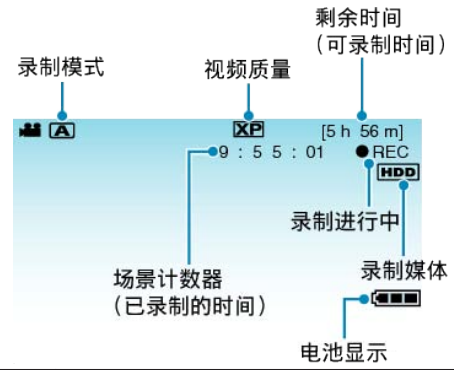 剩余时间
（可录制时间）
录制模式
视频质量
A XP [5 h 56 m]
9 : 5 5 : 01 ●REC
HDD
录制进行中
录制媒体
场景计数器
（已录制的时间）
电池显示